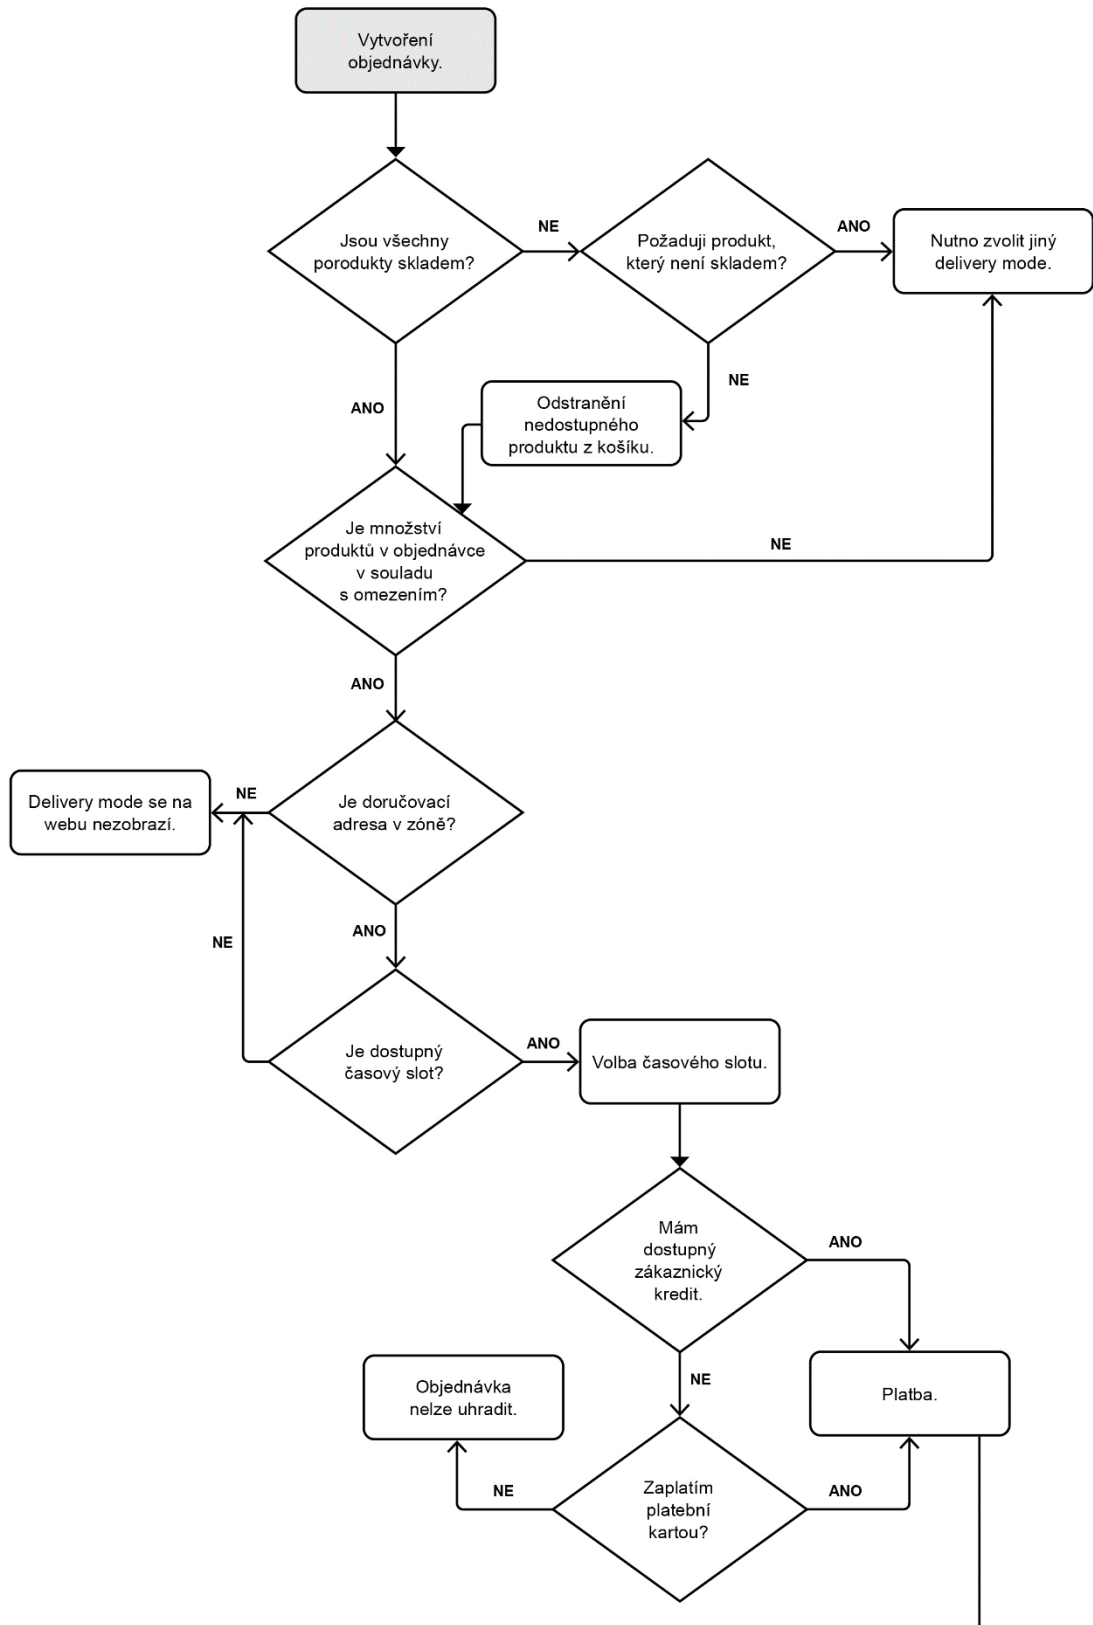 Vytvoření
objednávky.
Jsou všechny
porodukty skladem?
NE
Požaduji produkt,
který není skladem?
ANO
Nutno zvolit jiný
delivery mode.
NE
ANO
Odstranění
nedostupného
produktu z košíku.
Je množství
produktů v objednávce
v souladu
s omezením?
NE
ANO
Delivery mode se na
webu nezobrazí.
NE
Je doručovací
adresa v zóně?
ANO
NE
Je dostupný
časový slot?
ANO
Volba časového slotu.
Mám
dostupný
zákaznický
kredit.
ANO
NE
Objednávka
nelze uhradit.
Platba.
NE
Zaplatím
platební
kartou?
ANO